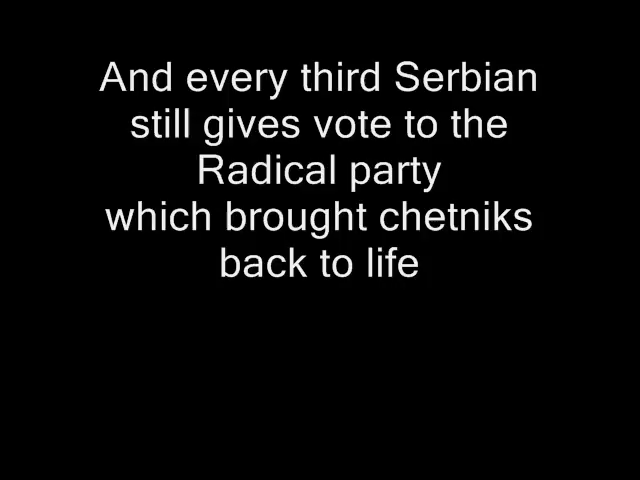 And every third Serbian
still gives vote to the
Radical party
which brought chetniks
back to life